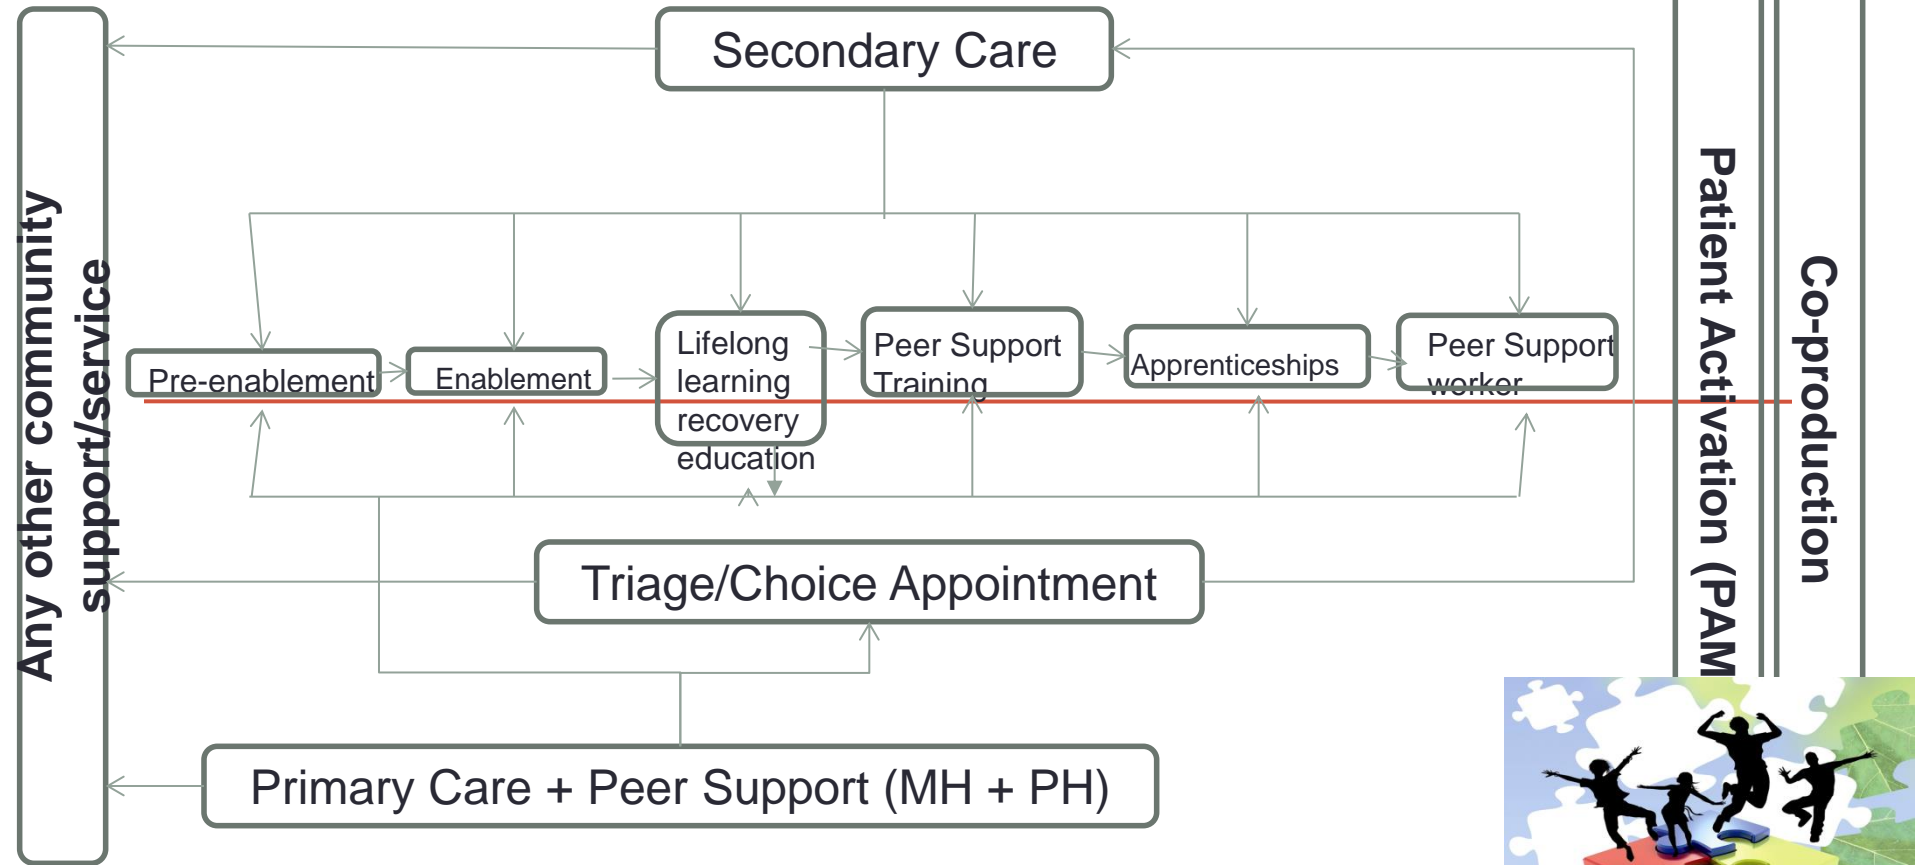 Secondary Care
Any other community
support/service
Patient Activation (PAM
Co-production
Pre-enablement
Enablement
Lifelong
learning
recovery
education
Peer Support
Training
Apprenticeships
Peer Support
worker
Triage/Choice Appointment
Primary Care + Peer Support (MH + PH)